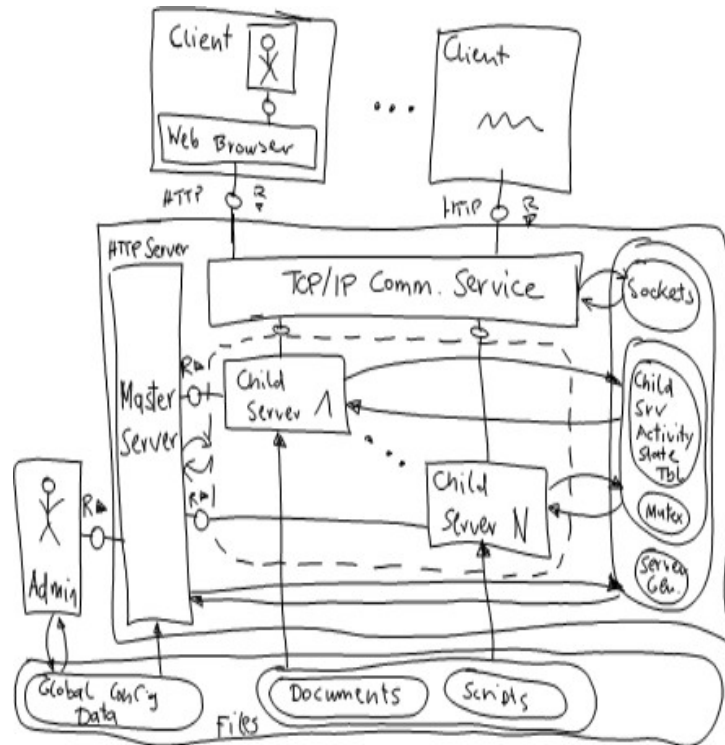 Client
Web Browser
...
Client
HTTP
R
HTTP
R
HTTP Server
TCP/IP Comm. Service
Sockets
R
Master
Server
Child
Server 1
...
Child
Server N
R
Child
Srv
Activity
State
Tbl
Mutex
Server
Gen.
R
Admin
Global Config
Data
Documents
Scripts
Files